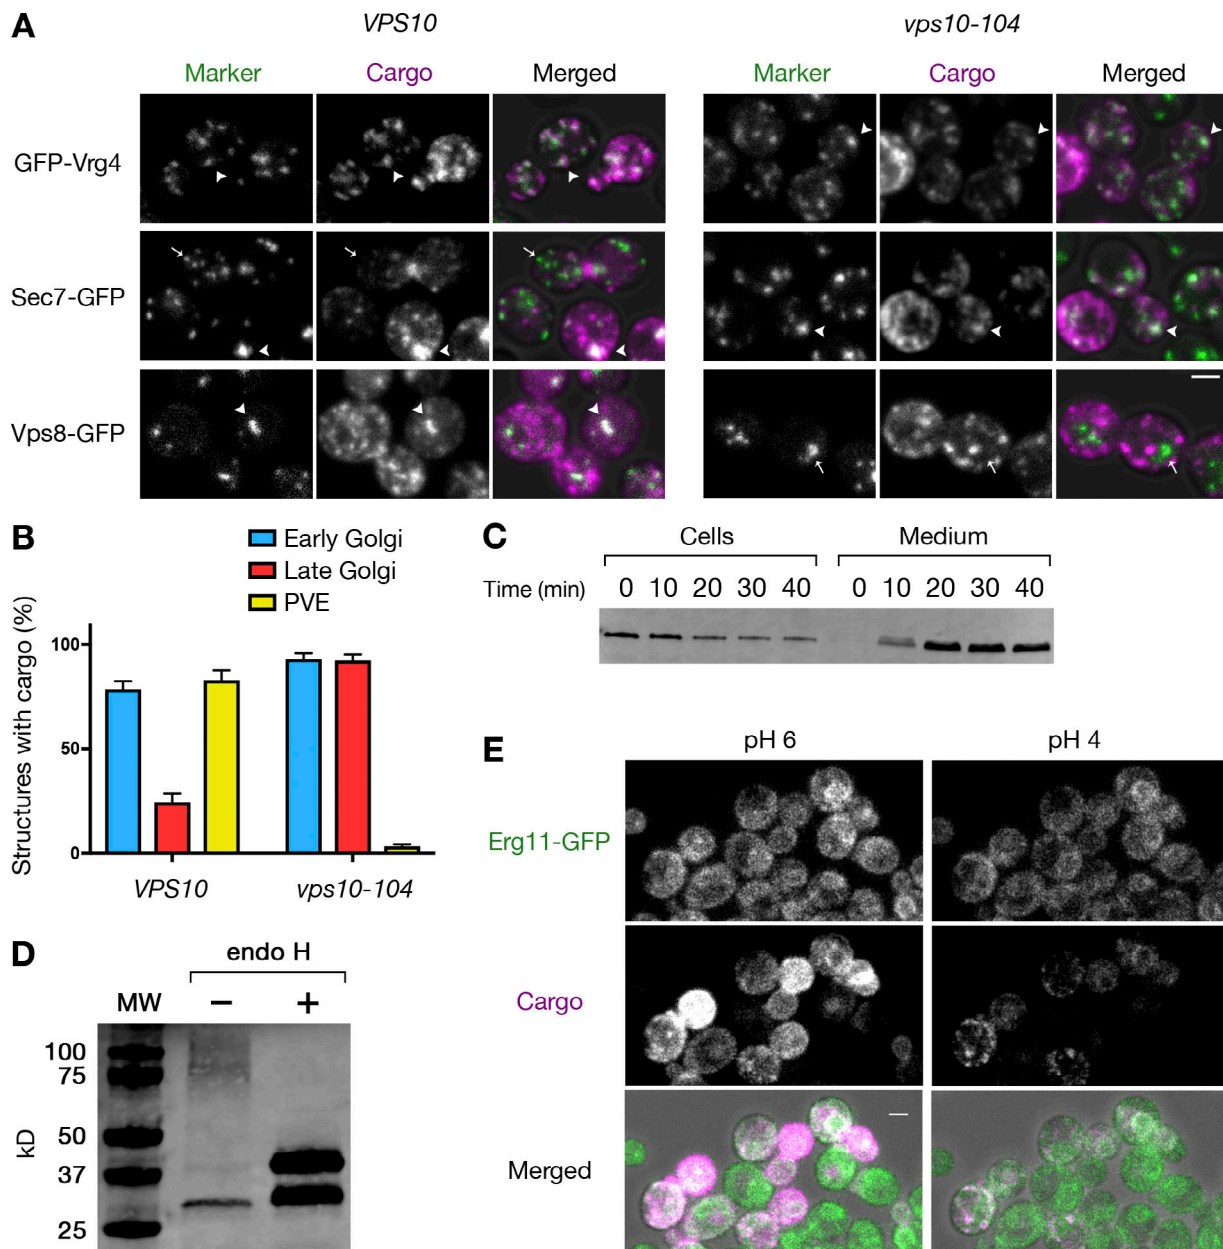 A
VPS10
vps10-104
Marker Cargo Merged Marker Cargo Merged
GFP-Vrg4
Sec7-GFP
Vps8-GFP
B
Early Golgi
Late Golgi
PVE
Structures with cargo (%)
100
50
0
VPS10 vps10-104
C
Cells Medium
Time (min) 0 10 20 30 40 0 10 20 30 40
D
endo H
MW − +
kD
100
75
50
37
25
E
pH 6 pH 4
Erg11-GFP
Cargo
Merged